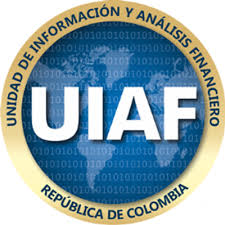 UNIDAD DE INFORMACIÓN Y ANÁLISIS FINANCIERO
UIAF
REPÚBLICA DE COLOMBIA